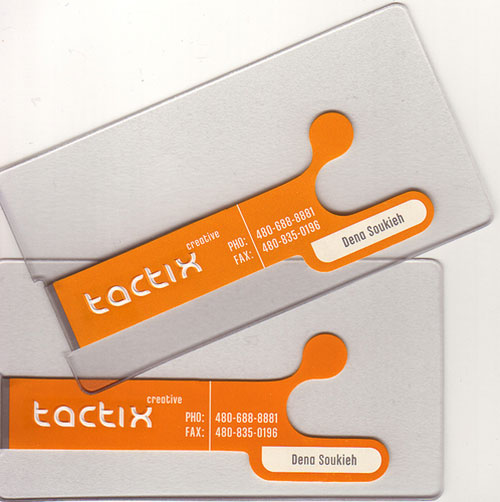 creative
tactix
PHO: 480-688-8881
FAX: 480-835-0196
Dena Soukieh
creative
tactix
PHO: 480-688-8881
FAX: 480-835-0196
Dena Soukieh